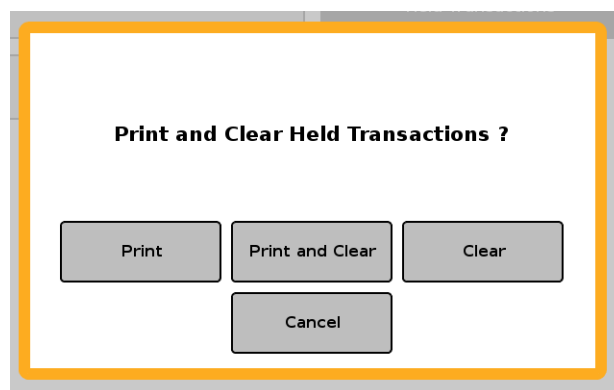 Print and Clear Held Transactions ?
Print
Print and Clear
Clear
Cancel